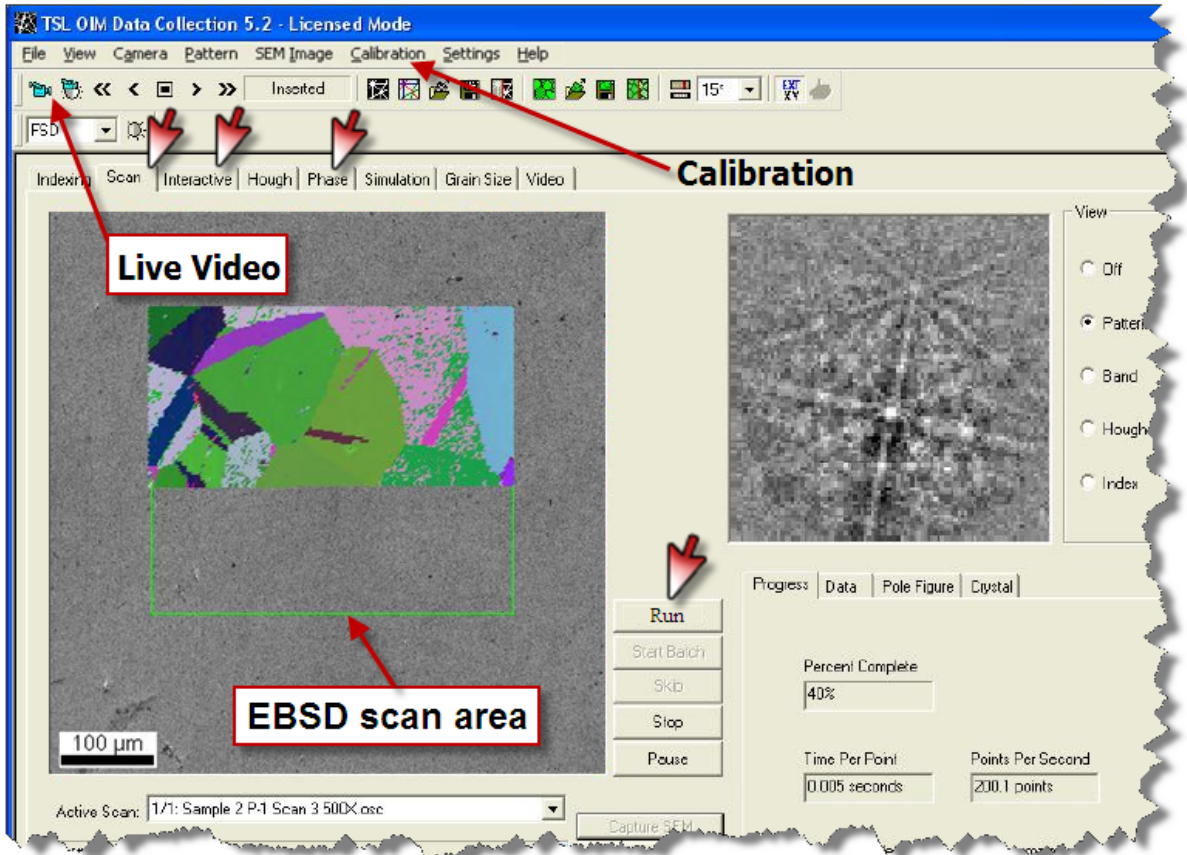 TSL OIM Data Collection 5.2 - Licensed Mode
File View Camera Pattern SEM Image Calibration Settings Help
Inserted 15° EXT XY
FSD
Calibration
Indexing Scan Interactive Hough Phase Simulation Grain Size Video
View
Live Video
Off
Pattern
Band
Hough
Index
Run
Start Batch
Skip
Stop
Pause
EBSD scan area
100 µm
Progress Data Pole Figure Crystal
Percent Complete
40%
Time Per Point Points Per Second
0.005 seconds 200.1 points
Active Scan: 1/1: Sample 2 P-1 Scan 3 500X.osc
Capture SEM